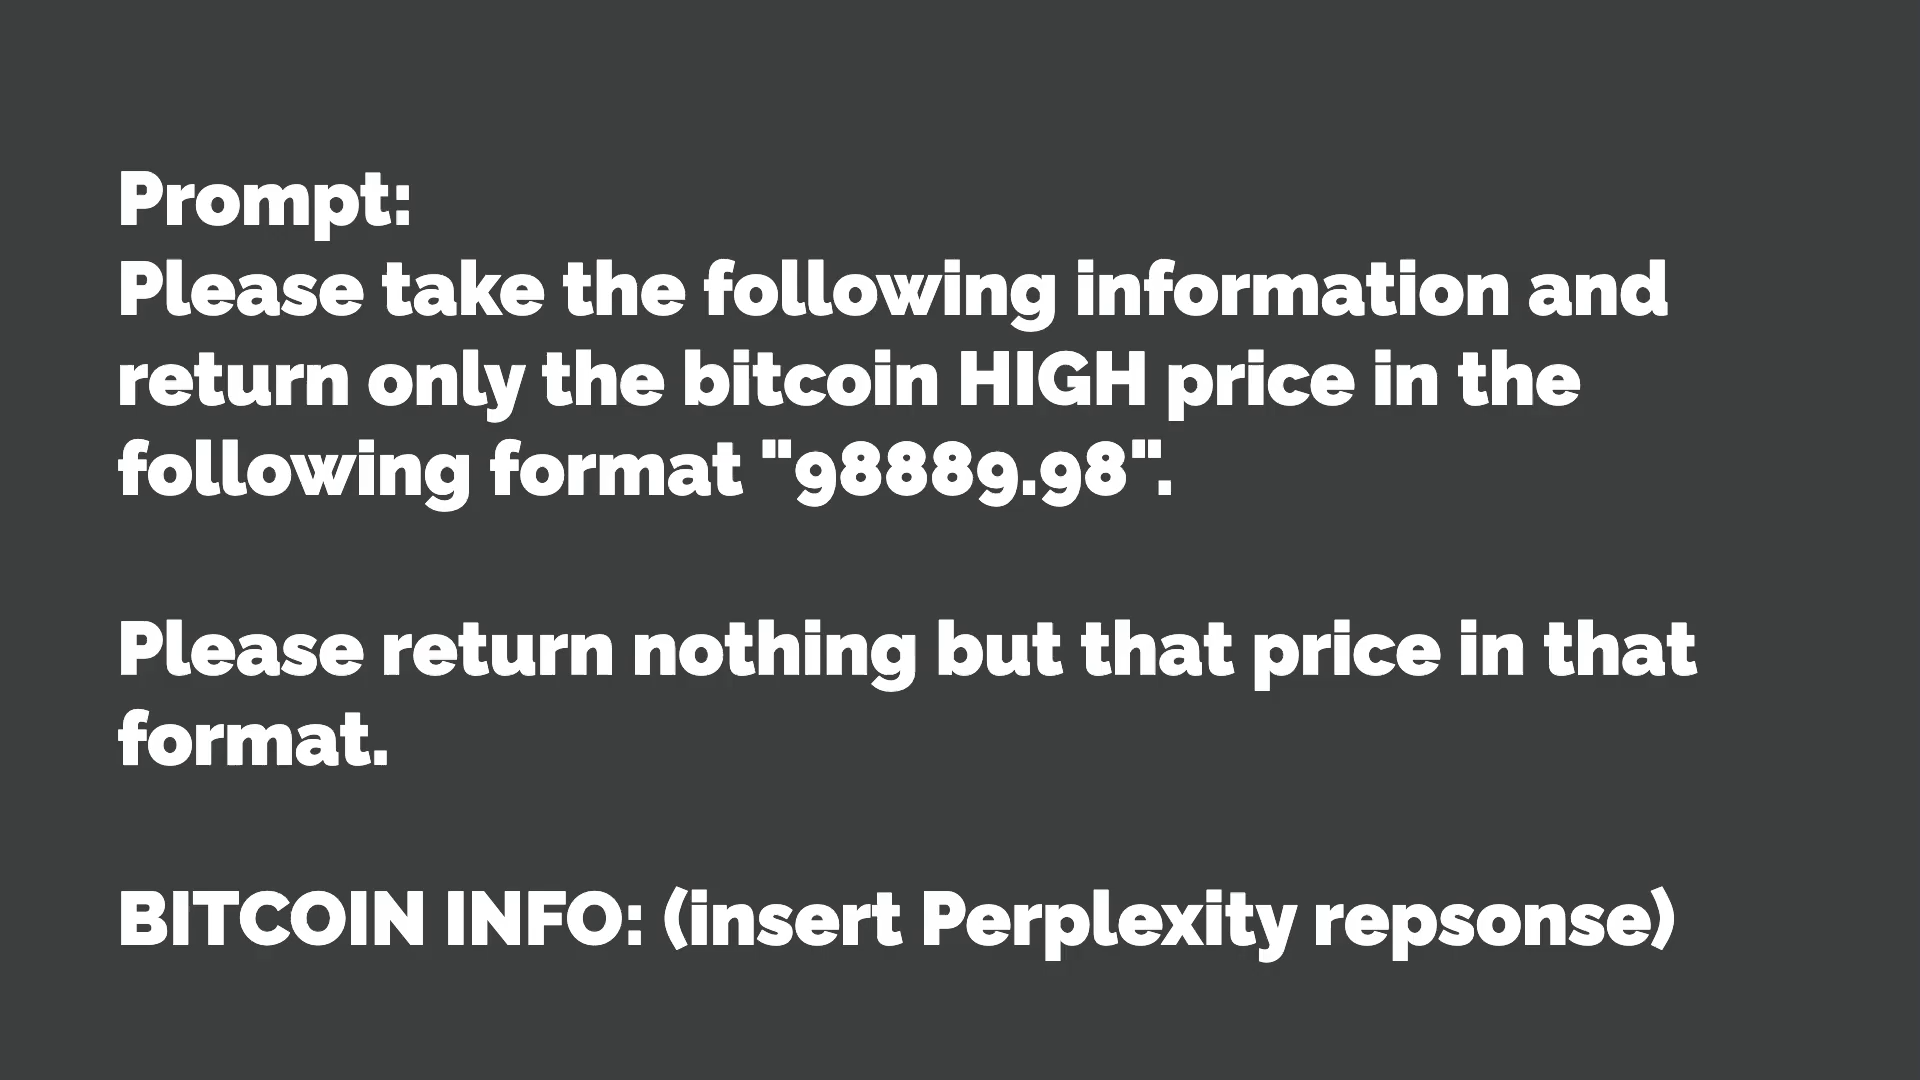 Prompt:
Please take the following information and
return only the bitcoin HIGH price in the
following format "98889.98".
Please return nothing but that price in that
format.
BITCOIN INFO: (insert Perplexity repsonse)